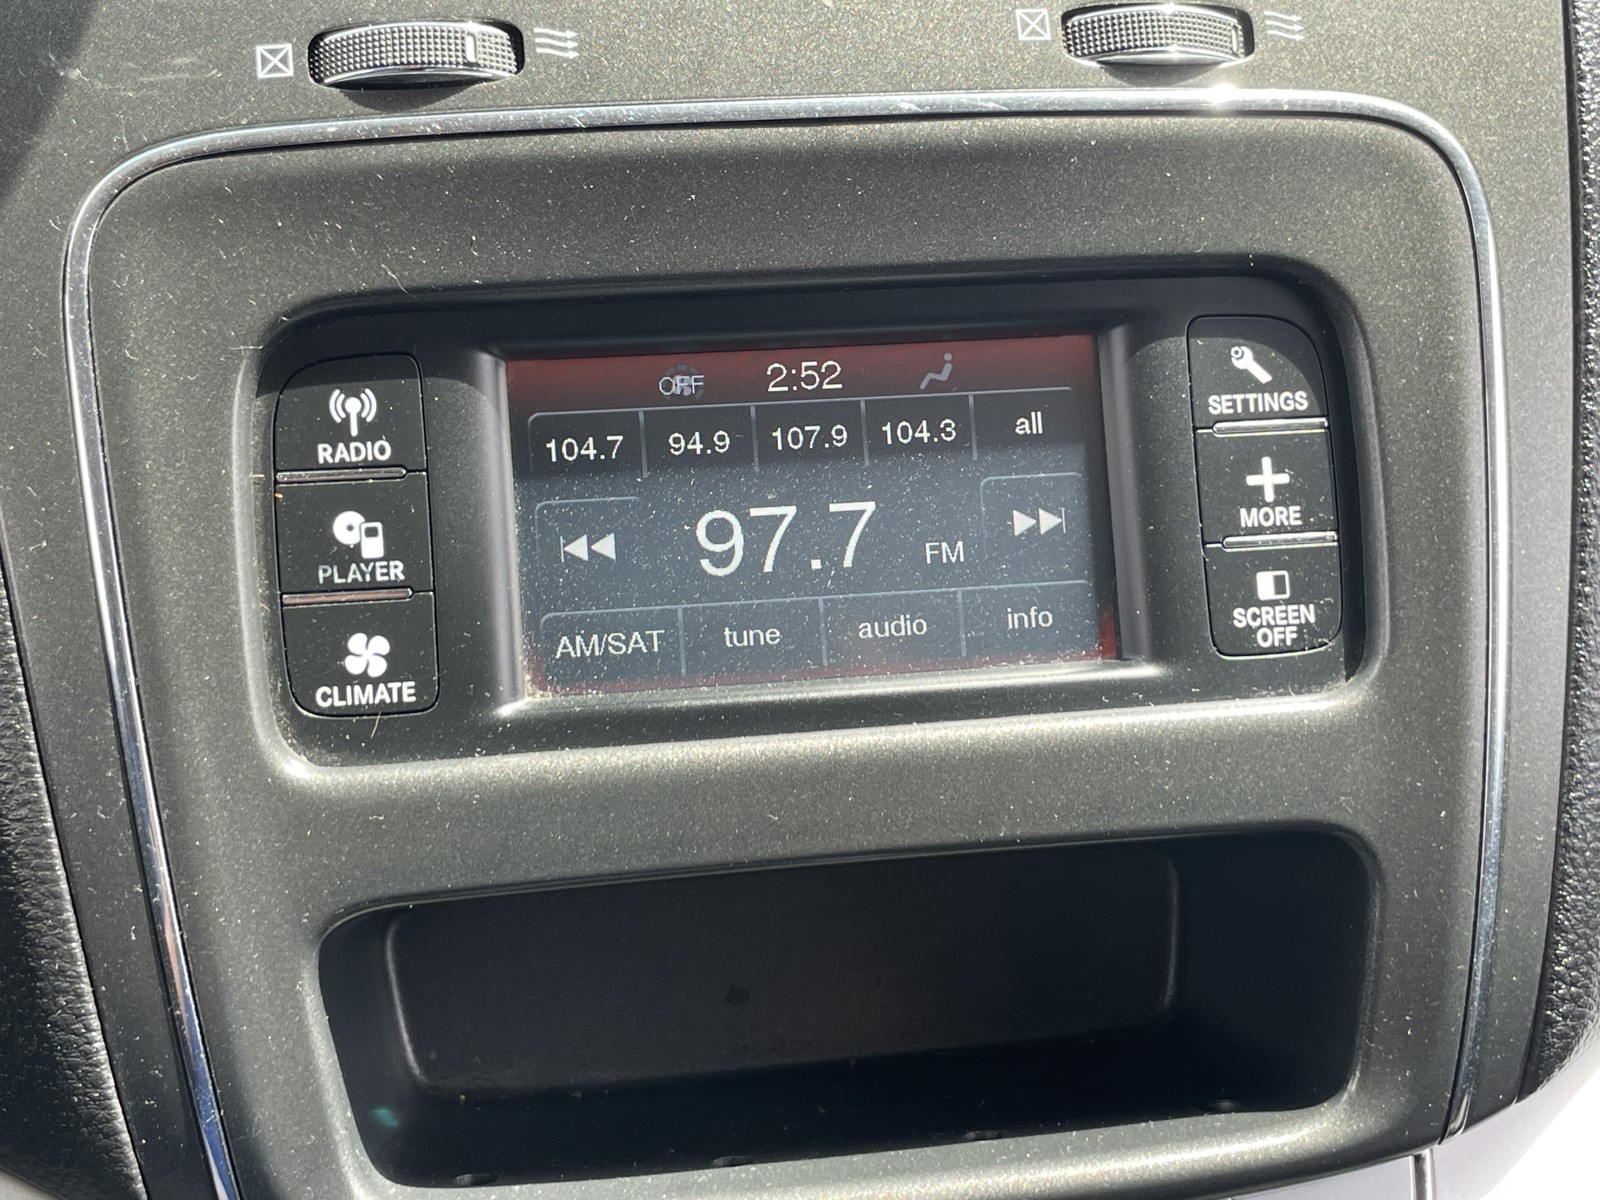 OFF 2:52
104.7 94.9 107.9 104.3 all
97.7 FM
AM/SAT tune audio info
RADIO
PLAYER
CLIMATE
SETTINGS
MORE
SCREEN
OFF